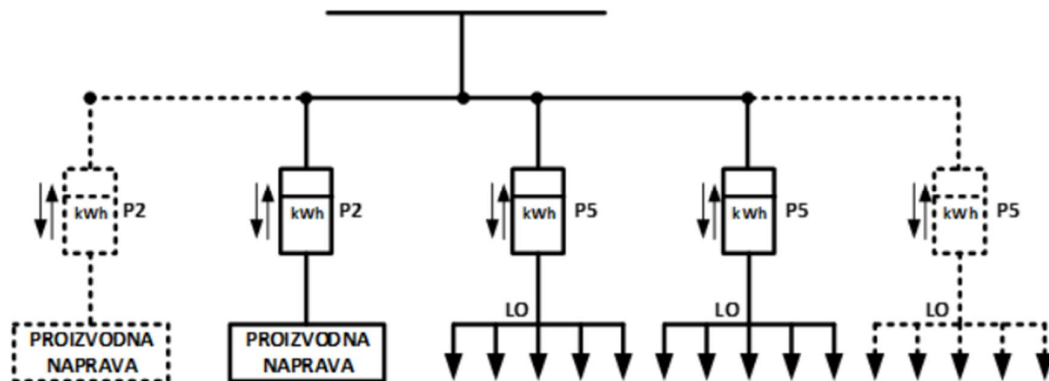 kWh P2 kWh P2 kWh P5 kWh P5 kWh P5
LO LO LO
PROIZVODNA NAPRAVA
PROIZVODNA NAPRAVA